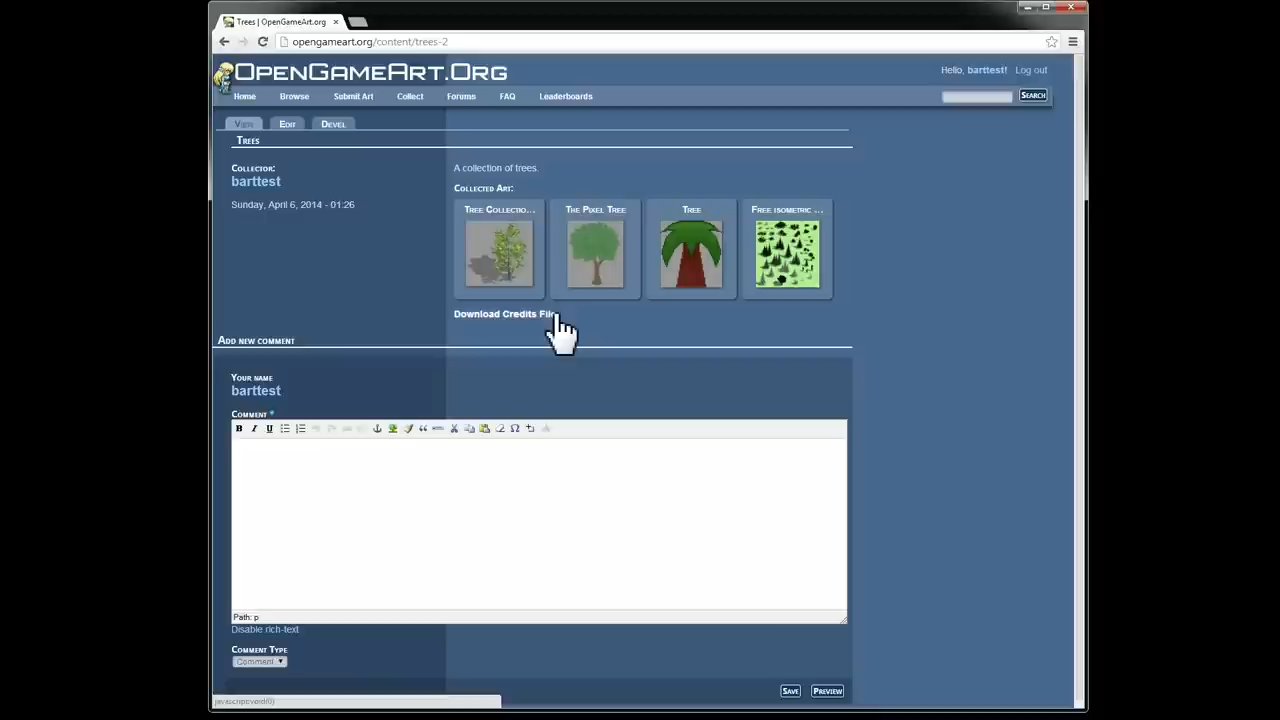 Trees | OpenGameArt.org
opengameart.org/content/trees-2
OpenGameArt.Org
Hello, barttest! Log out
Home Browse Submit Art Collect Forums FAQ Leaderboards
Search
View Edit Devel
Trees
Collector:
barttest
Sunday, April 6, 2014 - 01:26
A collection of trees.
Collected Art:
Tree Collectio... The Pixel Tree Tree Free isometric ...
Download Credits File
Add new comment
Your name
barttest
Comment *
B I U
Path: p
Disable rich-text
Comment Type
Comment
Save Preview
javascript:void(0)